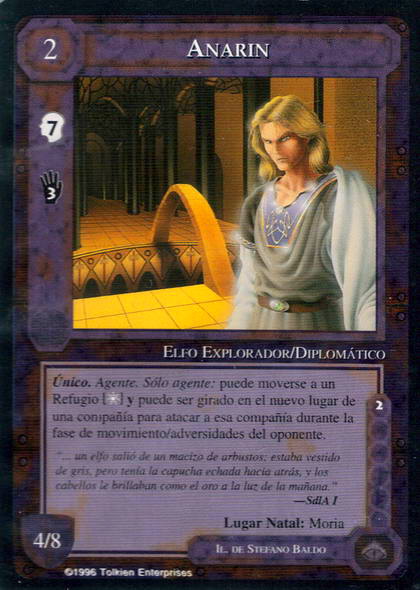 2
ANARIN
7
3
ELFO EXPLORADOR/DIPLOMÁTICO
Único. Agente. Sólo agente: puede moverse a un
Refugio [] y puede ser girado en el nuevo lugar de
una conipañía para atacar a esa compañía durante la
fase de movimiento/adversidades del oponente.
2
"... un elfo salió de un macizo de arbustos; estaba vestido
de gris, pero tenía la capucha echada hacia atrás, y los
cabellos le brillaban como el oro a la luz de la mañana."
—SdlA I
Lugar Natal: Moria
4/8
IL. DE STEFANO BALDO
©1996 Tolkien Enterprises